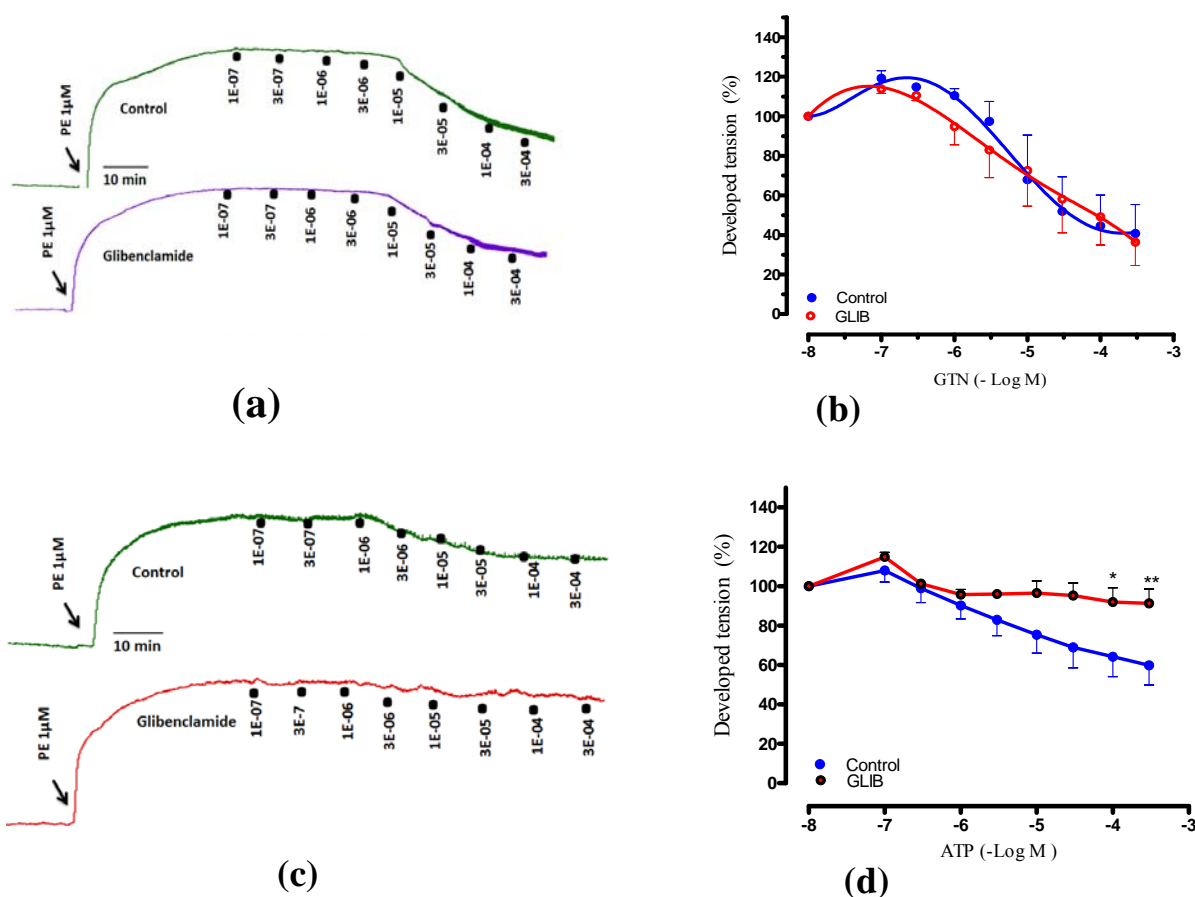 PE 1µM
Control
10 min
1E-07
3E-07
1E-06
3E-06
1E-05
3E-05
1E-04
3E-04
PE 1µM
Glibenclamide
1E-07
3E-07
1E-06
3E-06
1E-05
3E-05
1E-04
3E-04
(a)
Developed tension (%)
140
120
100
80
60
40
20
0
Control
GLIB
-8 -7 -6 -5 -4 -3
GTN (- Log M)
(b)
PE 1µM
Control
10 min
1E-07
3E-07
1E-06
3E-06
1E-05
3E-05
1E-04
3E-04
PE 1µM
Glibenclamide
1E-07
3E-7
1E-06
3E-06
1E-05
3E-05
1E-04
3E-04
(c)
Developed tension (%)
140
120
100
80
60
40
20
0
* **
Control
GLIB
-8 -7 -6 -5 -4 -3
ATP (-Log M )
(d)